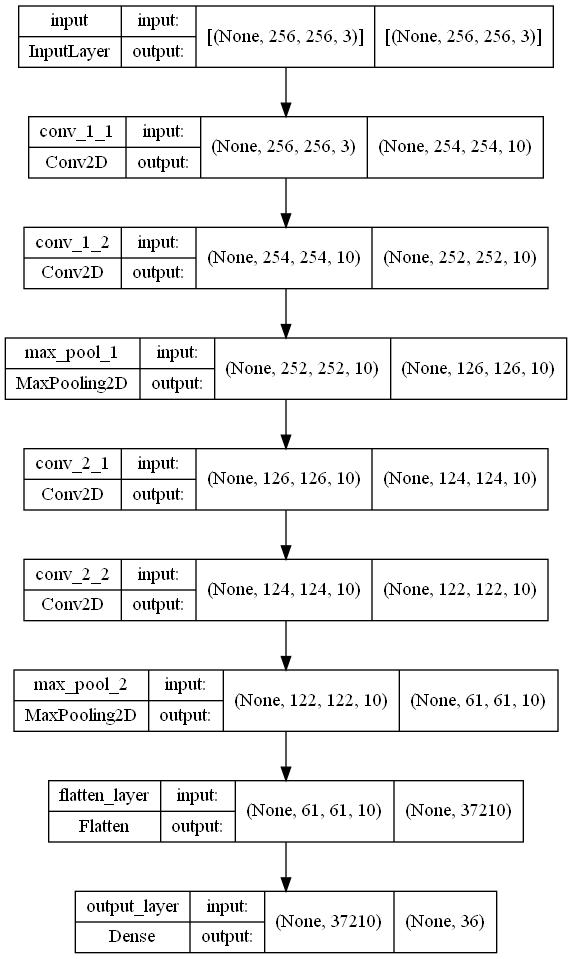 input input: [(None, 256, 256, 3)] [(None, 256, 256, 3)]
InputLayer output:
conv_1_1 input: (None, 256, 256, 3) (None, 254, 254, 10)
Conv2D output:
conv_1_2 input: (None, 254, 254, 10) (None, 252, 252, 10)
Conv2D output:
max_pool_1 input: (None, 252, 252, 10) (None, 126, 126, 10)
MaxPooling2D output:
conv_2_1 input: (None, 126, 126, 10) (None, 124, 124, 10)
Conv2D output:
conv_2_2 input: (None, 124, 124, 10) (None, 122, 122, 10)
Conv2D output:
max_pool_2 input: (None, 122, 122, 10) (None, 61, 61, 10)
MaxPooling2D output:
flatten_layer input: (None, 61, 61, 10) (None, 37210)
Flatten output:
output_layer input: (None, 37210) (None, 36)
Dense output: